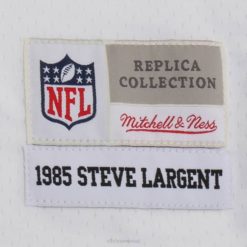 NFL
REPLICA
COLLECTION
Mitchell & Ness
1985 STEVE LARGENT